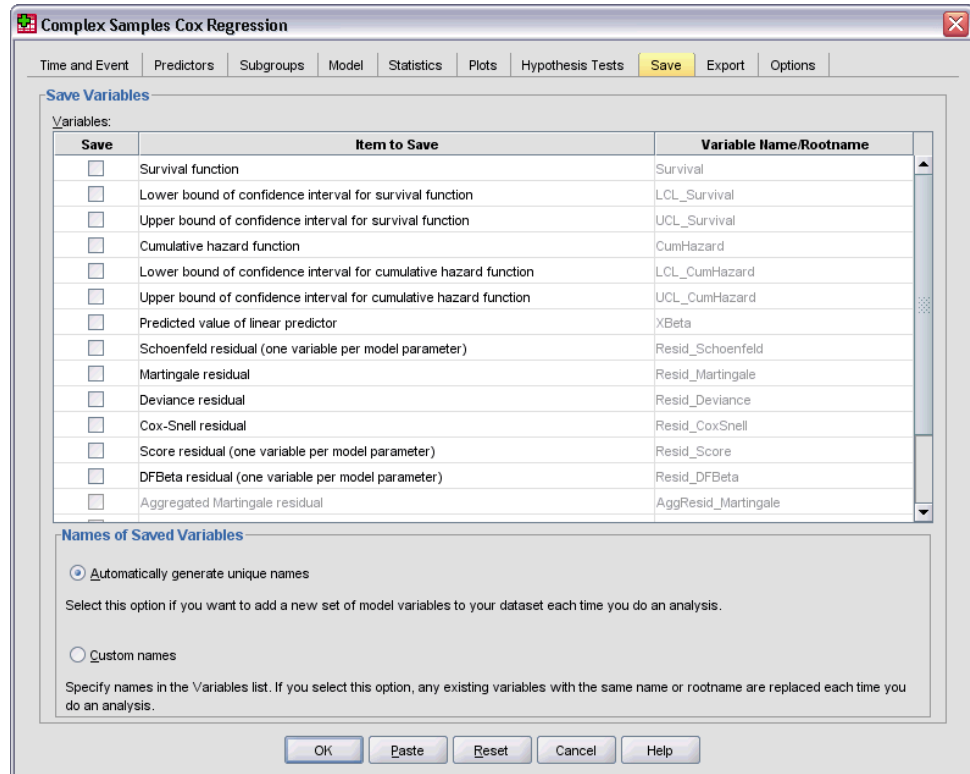 Complex Samples Cox Regression
Time and Event Predictors Subgroups Model Statistics Plots Hypothesis Tests Save Export Options
Save Variables
Variables:
Save Item to Save Variable Name/Rootname
Survival function Survival
Lower bound of confidence interval for survival function LCL_Survival
Upper bound of confidence interval for survival function UCL_Survival
Cumulative hazard function CumHazard
Lower bound of confidence interval for cumulative hazard function LCL_CumHazard
Upper bound of confidence interval for cumulative hazard function UCL_CumHazard
Predicted value of linear predictor XBeta
Schoenfeld residual (one variable per model parameter) Resid_Schoenfeld
Martingale residual Resid_Martingale
Deviance residual Resid_Deviance
Cox-Snell residual Resid_CoxSnell
Score residual (one variable per model parameter) Resid_Score
DFBeta residual (one variable per model parameter) Resid_DFBeta
Aggregated Martingale residual AggResid_Martingale
Names of Saved Variables
Automatically generate unique names
Select this option if you want to add a new set of model variables to your dataset each time you do an analysis.
Custom names
Specify names in the Variables list. If you select this option, any existing variables with the same name or rootname are replaced each time you
do an analysis.
OK Paste Reset Cancel Help